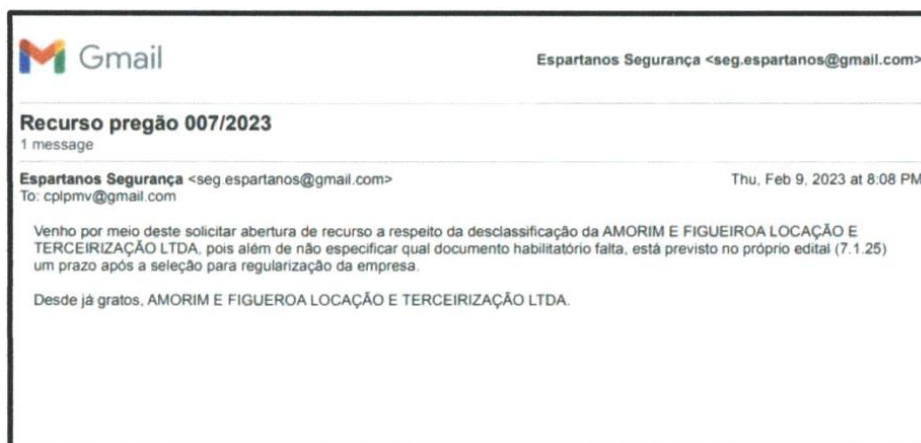 Gmail
Espartanos Segurança <seg.espartanos@gmail.com>
Recurso pregão 007/2023
1 message
Espartanos Segurança <seg.espartanos@gmail.com>
Thu, Feb 9, 2023 at 8:08 PM
To: cplpmv@gmail.com
Venho por meio deste solicitar abertura de recurso a respeito da desclassificação da AMORIM E FIGUEIROA LOCAÇÃO E
TERCEIRIZAÇÃO LTDA, pois além de não especificar qual documento habilitatório falta, está previsto no próprio edital (7.1.25)
um prazo após a seleção para regularização da empresa.
Desde já gratos, AMORIM E FIGUEROA LOCAÇÃO E TERCEIRIZAÇÃO LTDA.